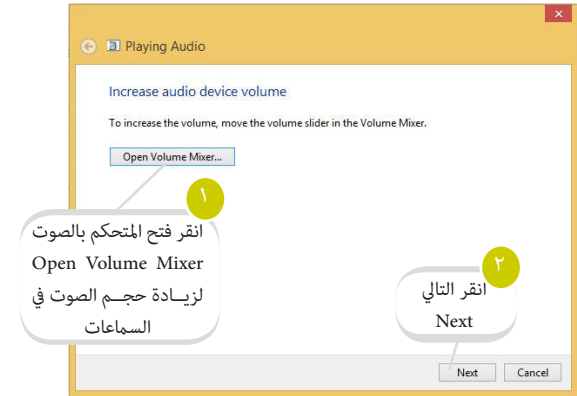 Playing Audio
Increase audio device volume
To increase the volume, move the volume slider in the Volume Mixer.
Open Volume Mixer...
١
انقر فتح المتحكم بالصوت
Open Volume Mixer
لزيــادة حجــم الصوت في
السماعات
٢
انقر التالي
Next
Next
Cancel